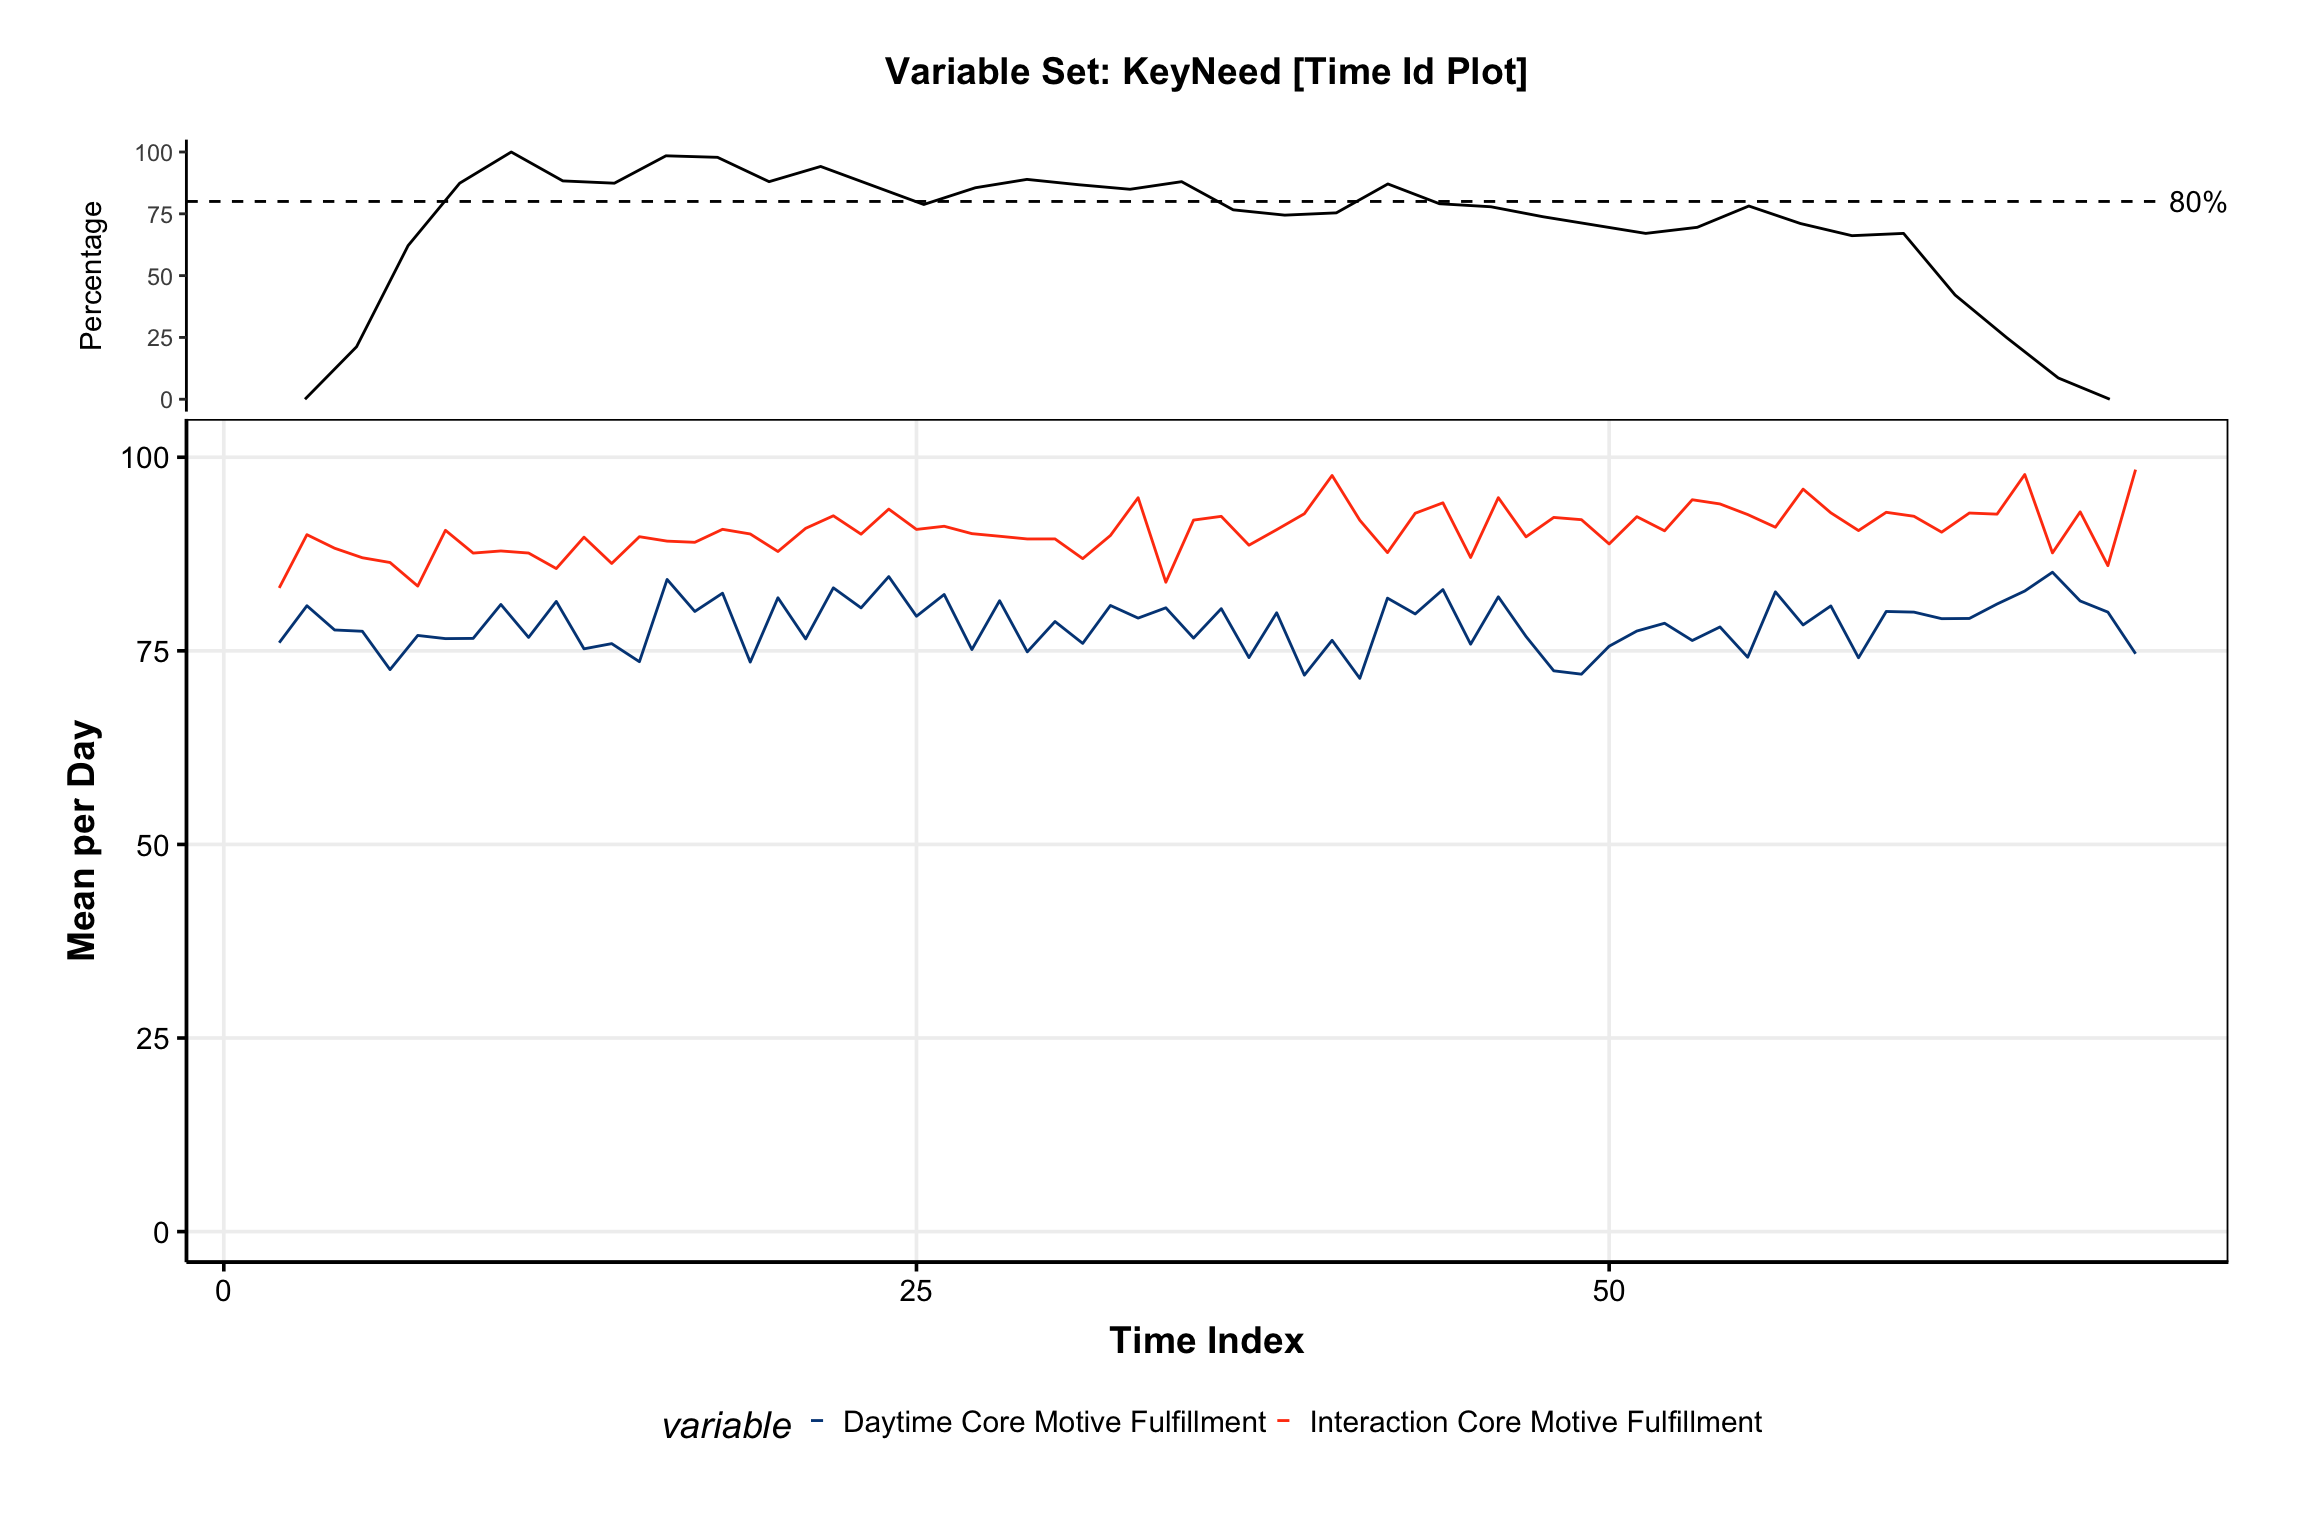 Variable Set: KeyNeed [Time Id Plot]
Percentage
100
75
50
25
0
80%
Mean per Day
100
75
50
25
0
0 25 50
Time Index
variable Daytime Core Motive Fulfillment Interaction Core Motive Fulfillment